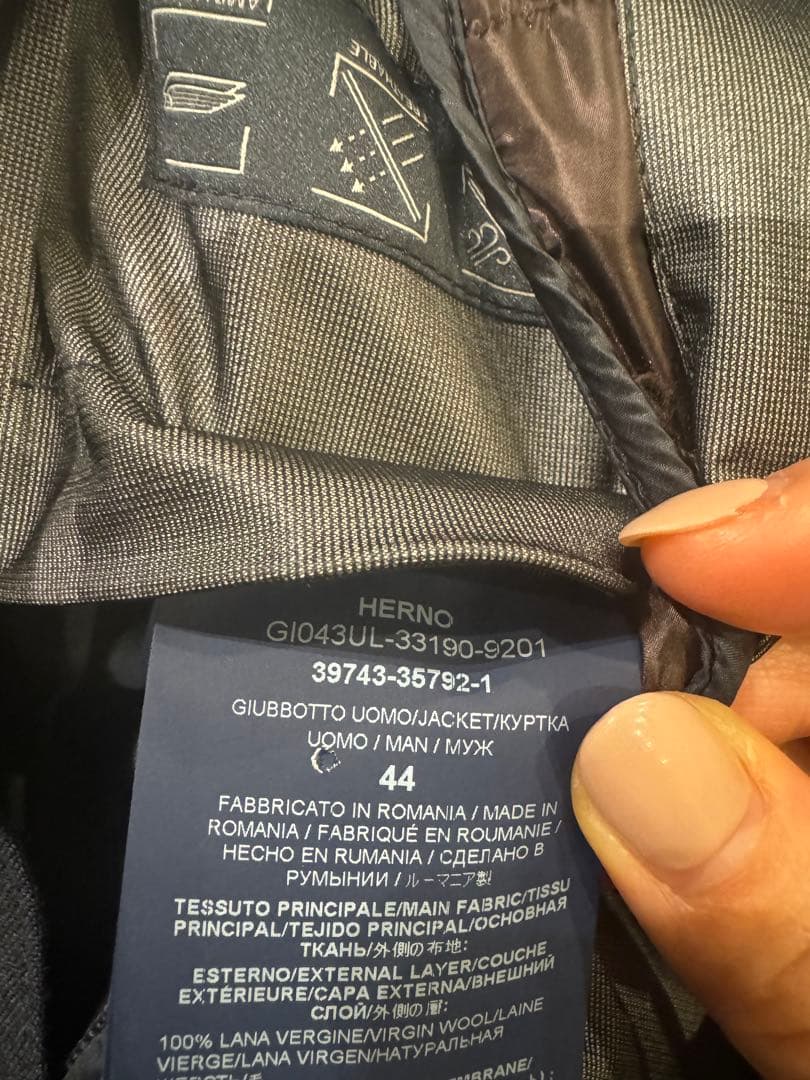 HERNO
GI043UL-33190-9201
39743-35792-1
GIUBBOTTO UOMO/JACKET/КУРТКА
UOMO / MAN / МУЖ
44
FABBRICATO IN ROMANIA / MADE IN
ROMANIA / FABRIQUÉ EN ROUMANIE /
HECHO EN RUMANIA / СДЕЛАНО В
РУМЫНИИ / ルーマニア製
TESSUTO PRINCIPALE/MAIN FABRIC/TISSU
PRINCIPAL/TEJIDO PRINCIPAL/ОСНОВНАЯ
ТКАНЬ/外側の布地:
ESTERNO/EXTERNAL LAYER/COUCHE
EXTÉRIEURE/CAPA EXTERNA/ВНЕШНИЙ
СЛОЙ/外側の層:
100% LANA VERGINE/VIRGIN WOOL/LAINE
VIERGE/LANA VIRGEN/НАТУРАЛЬНАЯ